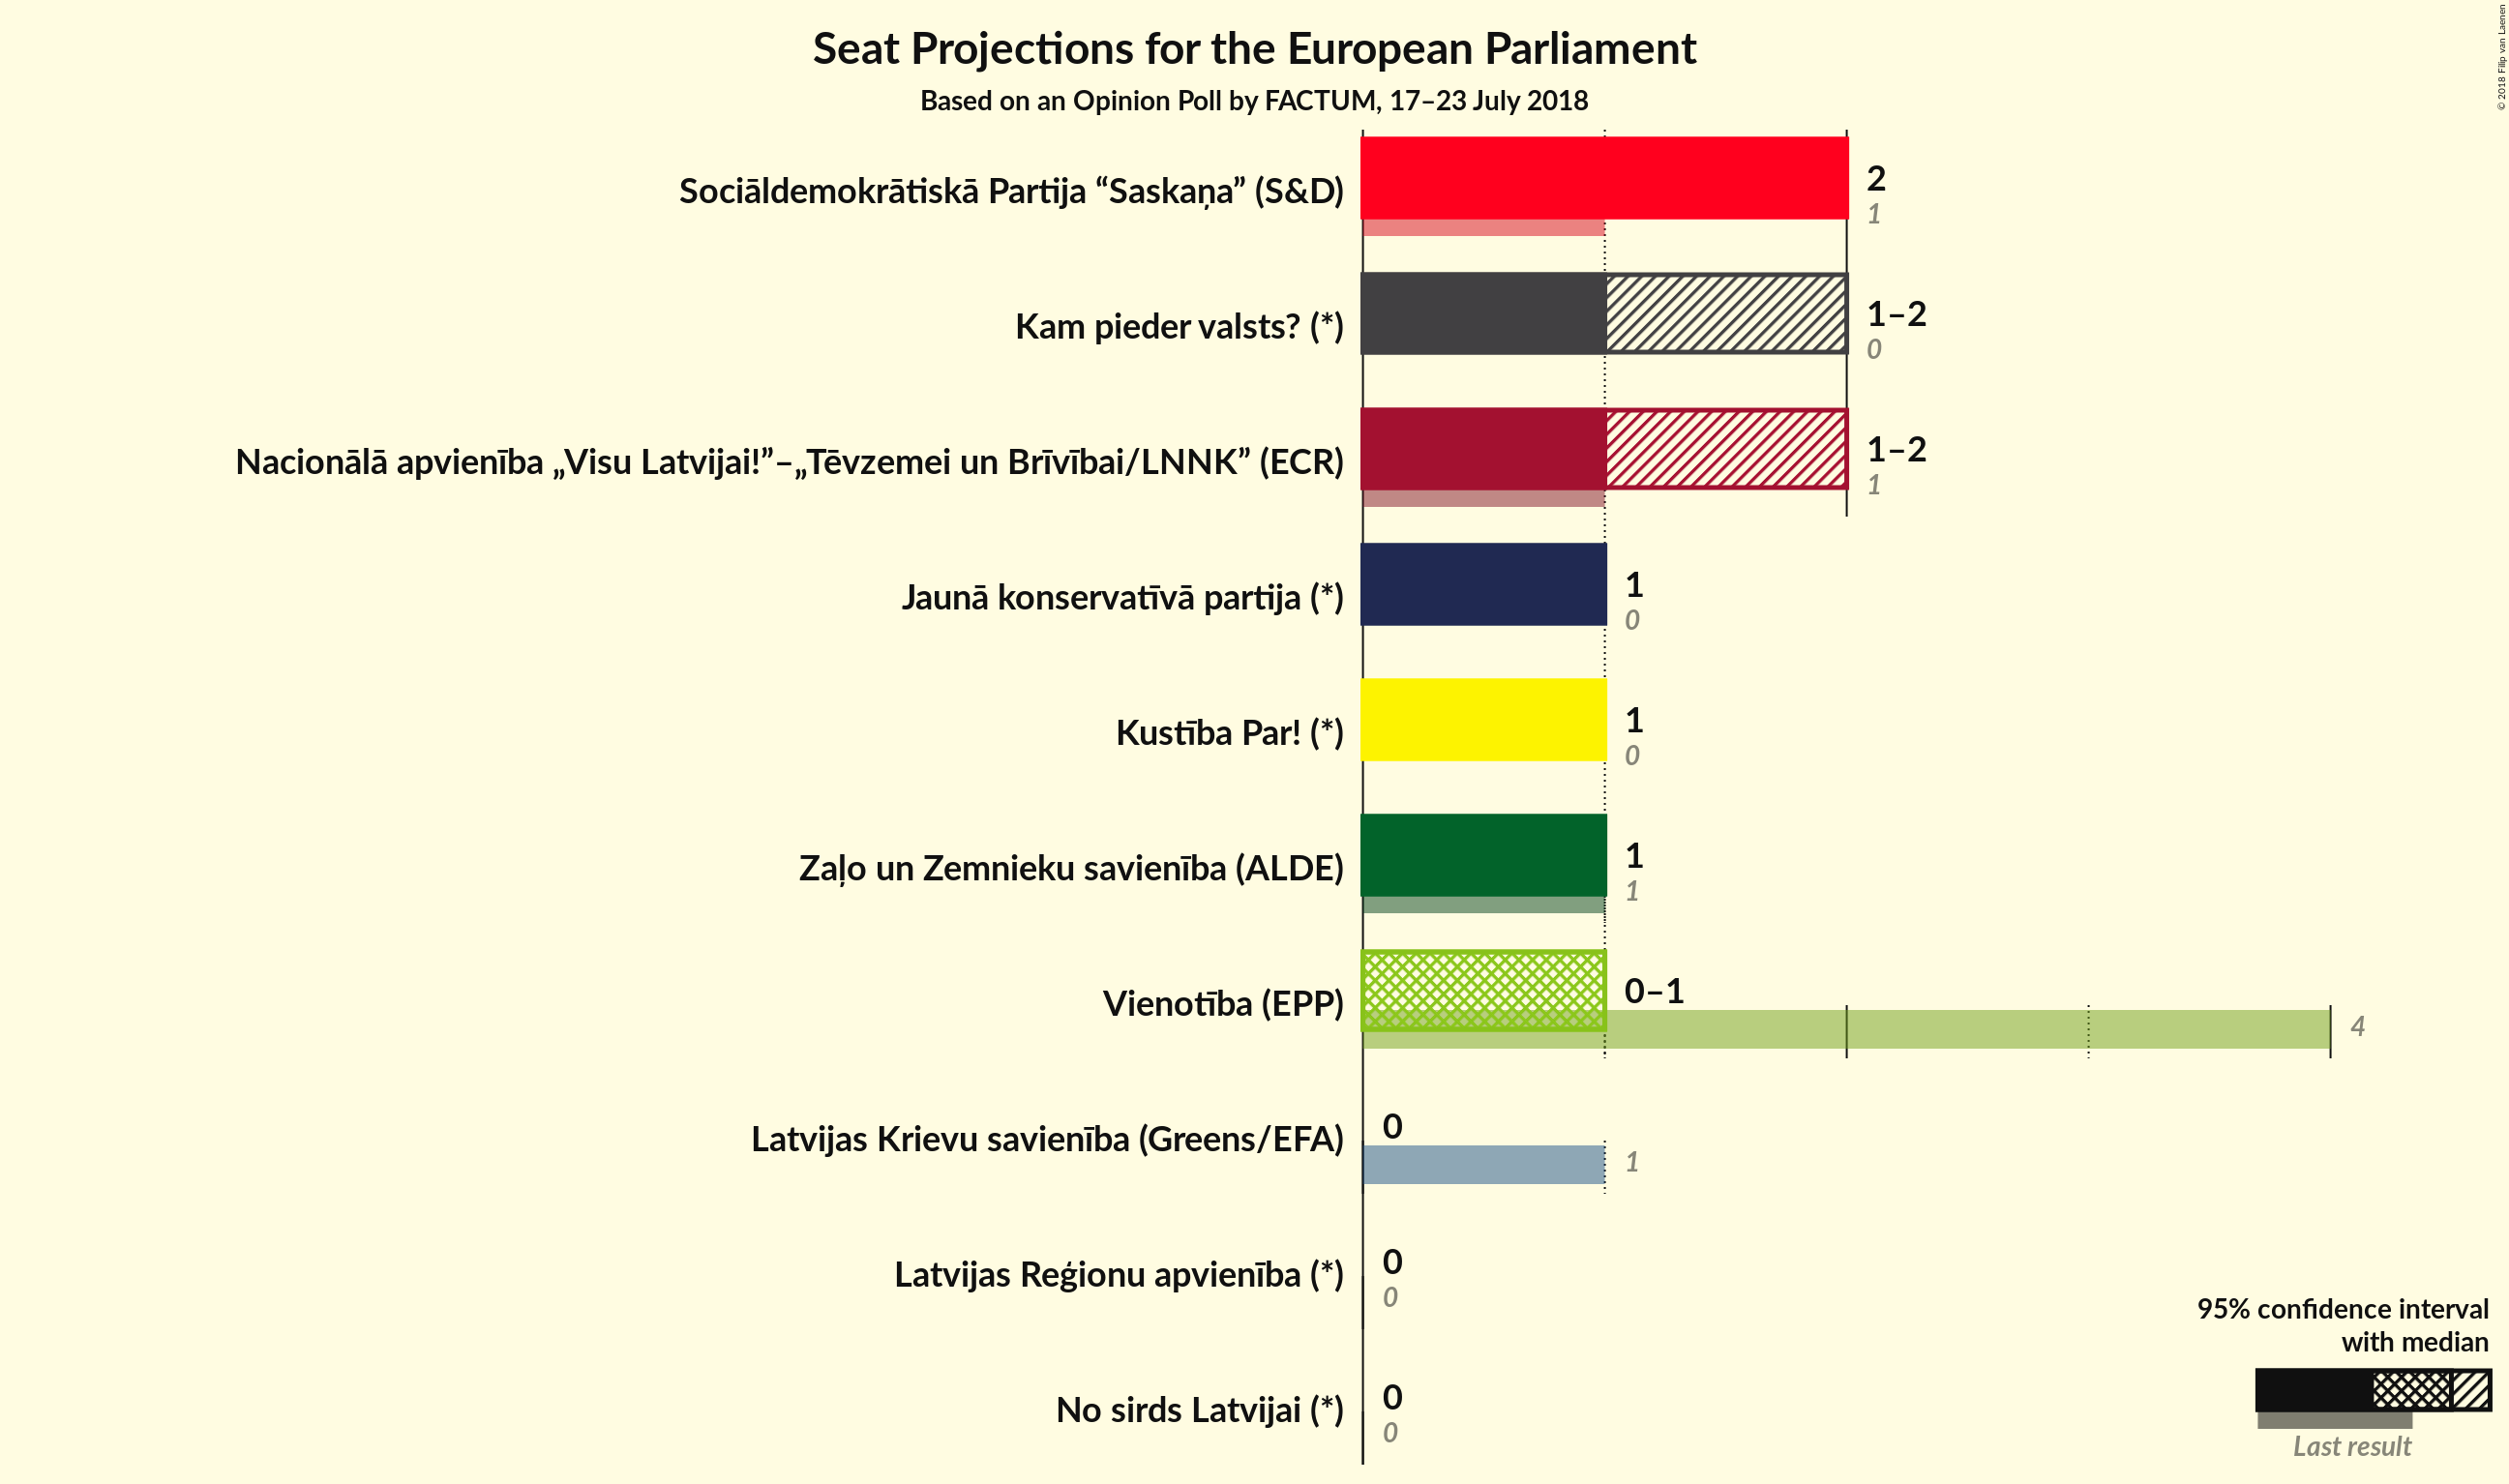 Seat Projections for the European Parliament
Based on an Opinion Poll by FACTUM, 17–23 July 2018
© 2018 Filip van Laenen
Sociāldemokrātiskā Partija “Saskaņa” (S&D)
2
1
Kam pieder valsts? (*)
1–2
0
Nacionālā apvienība „Visu Latvijai!”–„Tēvzemei un Brīvībai/LNNK” (ECR)
1–2
1
Jaunā konservatīvā partija (*)
1
0
Kustība Par! (*)
1
0
Zaļo un Zemnieku savienība (ALDE)
1
1
Vienotība (EPP)
0–1
4
Latvijas Krievu savienība (Greens/EFA)
0
1
Latvijas Reģionu apvienība (*)
0
0
No sirds Latvijai (*)
0
0
95% confidence interval
with median
Last result